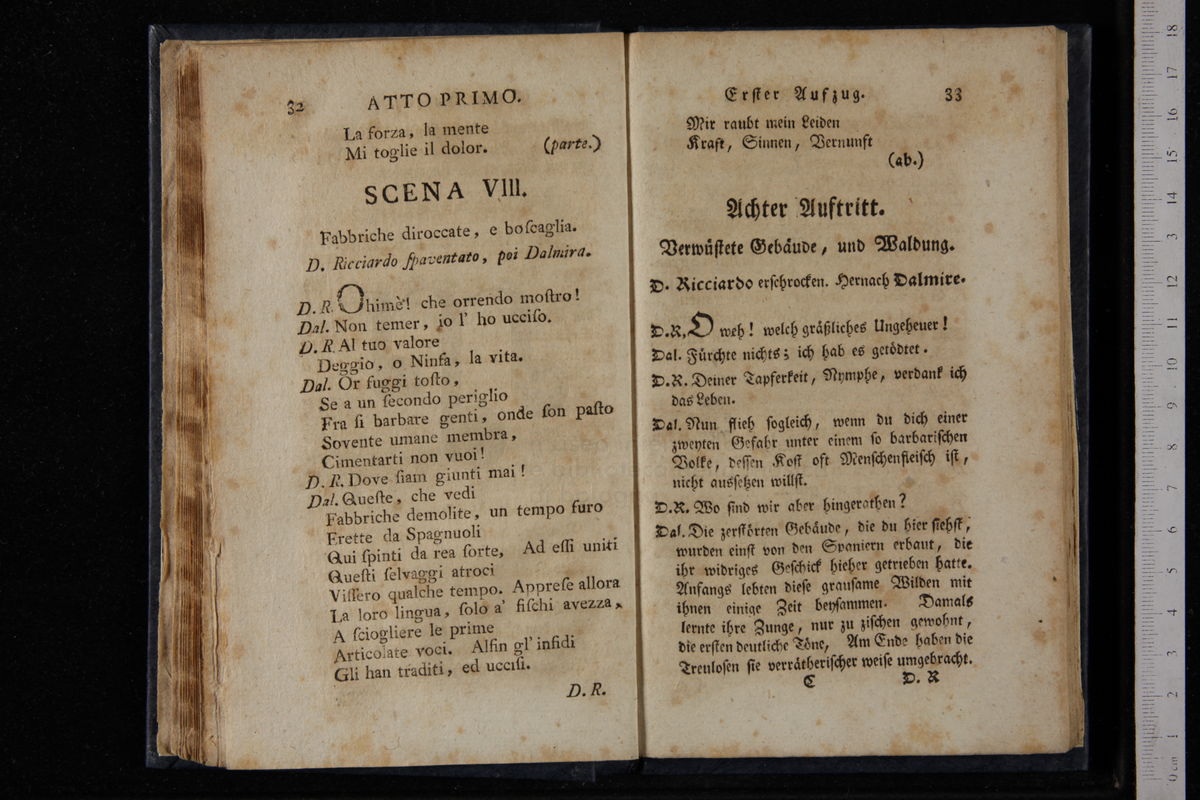 32 ATTO PRIMO.
La forza, la mente
Mi toglie il dolor. (parte.)
SCENA VIII.
Fabbriche diroccate, e boſcaglia.
D. Ricciardo ſpaventato, poi Dalmira.
D. R. Ohimè! che orrendo moſtro!
Dal. Non temer, io l' ho ucciſo.
D. R. Al tuo valore
Deggio, o Ninfa, la vita.
Dal. Or fuggi toſto,
Se a un ſecondo periglio
Fra ſi barbare genti, onde ſon paſto
Sovente umane membra,
Cimentarti non vuoi!
D. R. Dove ſiam giunti mai!
Dal. Queſte, che vedi
Fabbriche demolite, un tempo furo
Erette da Spagnuoli
Qui ſpinti da rea ſorte, Ad eſſi uniti
Queſti ſelvaggi atroci
Viſſero qualche tempo. Appreſe allora
La loro lingua, ſolo a' fiſchi avezza,
A ſciogliere le prime
Articolate voci. Alfin gl' infidi
Gli han traditi, ed ucciſi.
D. R.
Erſter Aufzug. 33
Mir raubt mein Leiden
Kraft, Sinnen, Vernunft
(ab.)
Achter Auftritt.
Verwüſtete Gebäude, und Waldung.
D. Ricciardo erſchrocken. Hernach Dalmire.
D.R. O weh! welch gräßliches Ungeheuer!
Dal. Fürchte nichts; ich hab es getödtet.
D.R. Deiner Tapferkeit, Nymphe, verdank ich
das Leben.
Dal. Nun flieh ſogleich, wenn du dich einer
zweyten Gefahr unter einem ſo barbariſchen
Volke, deſſen Koſt oft Menſchenfleiſch iſt,
nicht ausſetzen willſt.
D.R. Wo ſind wir aber hingerathen?
Dal. Die zerſtörten Gebäude, die du hier ſiehſt,
wurden einſt von den Spaniern erbaut, die
ihr widriges Geſchick hieher getrieben hatte.
Anfangs lebten dieſe grauſame Wilden mit
ihnen einige Zeit beyſammen. Damals
lernte ihre Zunge, nur zu ziſchen gewohnt,
die erſten deutliche Töne, Am Ende haben die
Treuloſen ſie verrätheriſcher weiſe umgebracht.
C D. R